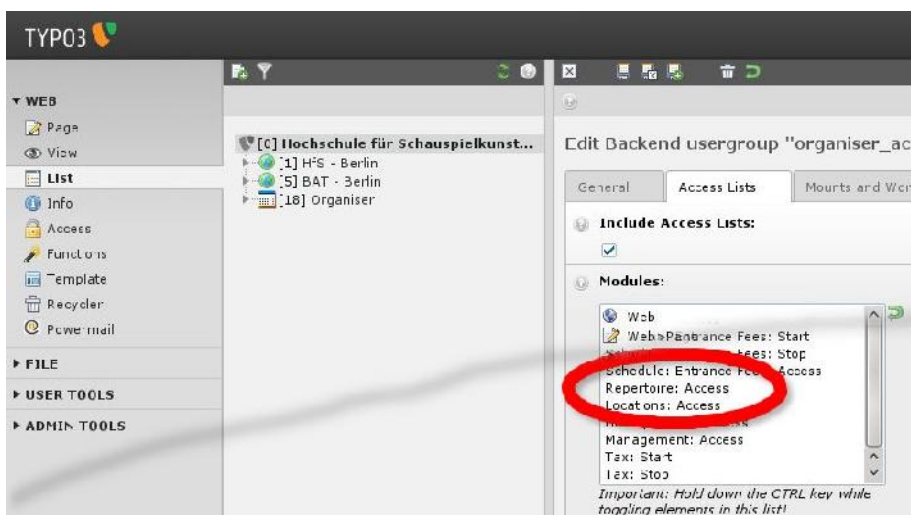 TYPO3
WEB
Page
View
List
Info
Access
Functions
Template
Recycler
Powermail
FILE
USER TOOLS
ADMIN TOOLS
[0] Hochschule für Schauspielkunst...
[1] HfS - Berlin
[5] BAT - Berlin
[18] Organiser
Edit Backend usergroup "organiser_ac
General
Access Lists
Mounts and Wor
Include Access Lists:
Modules:
Web
Web>P Entrance Fees: Start
Fees: Stop
Schedule: Entrance Fees: Access
Repertoire: Access
Locations: Access
Management: Access
Tax: Start
Tax: Stop
Important: Hold down the CTRL key while
toggling elements in this list!